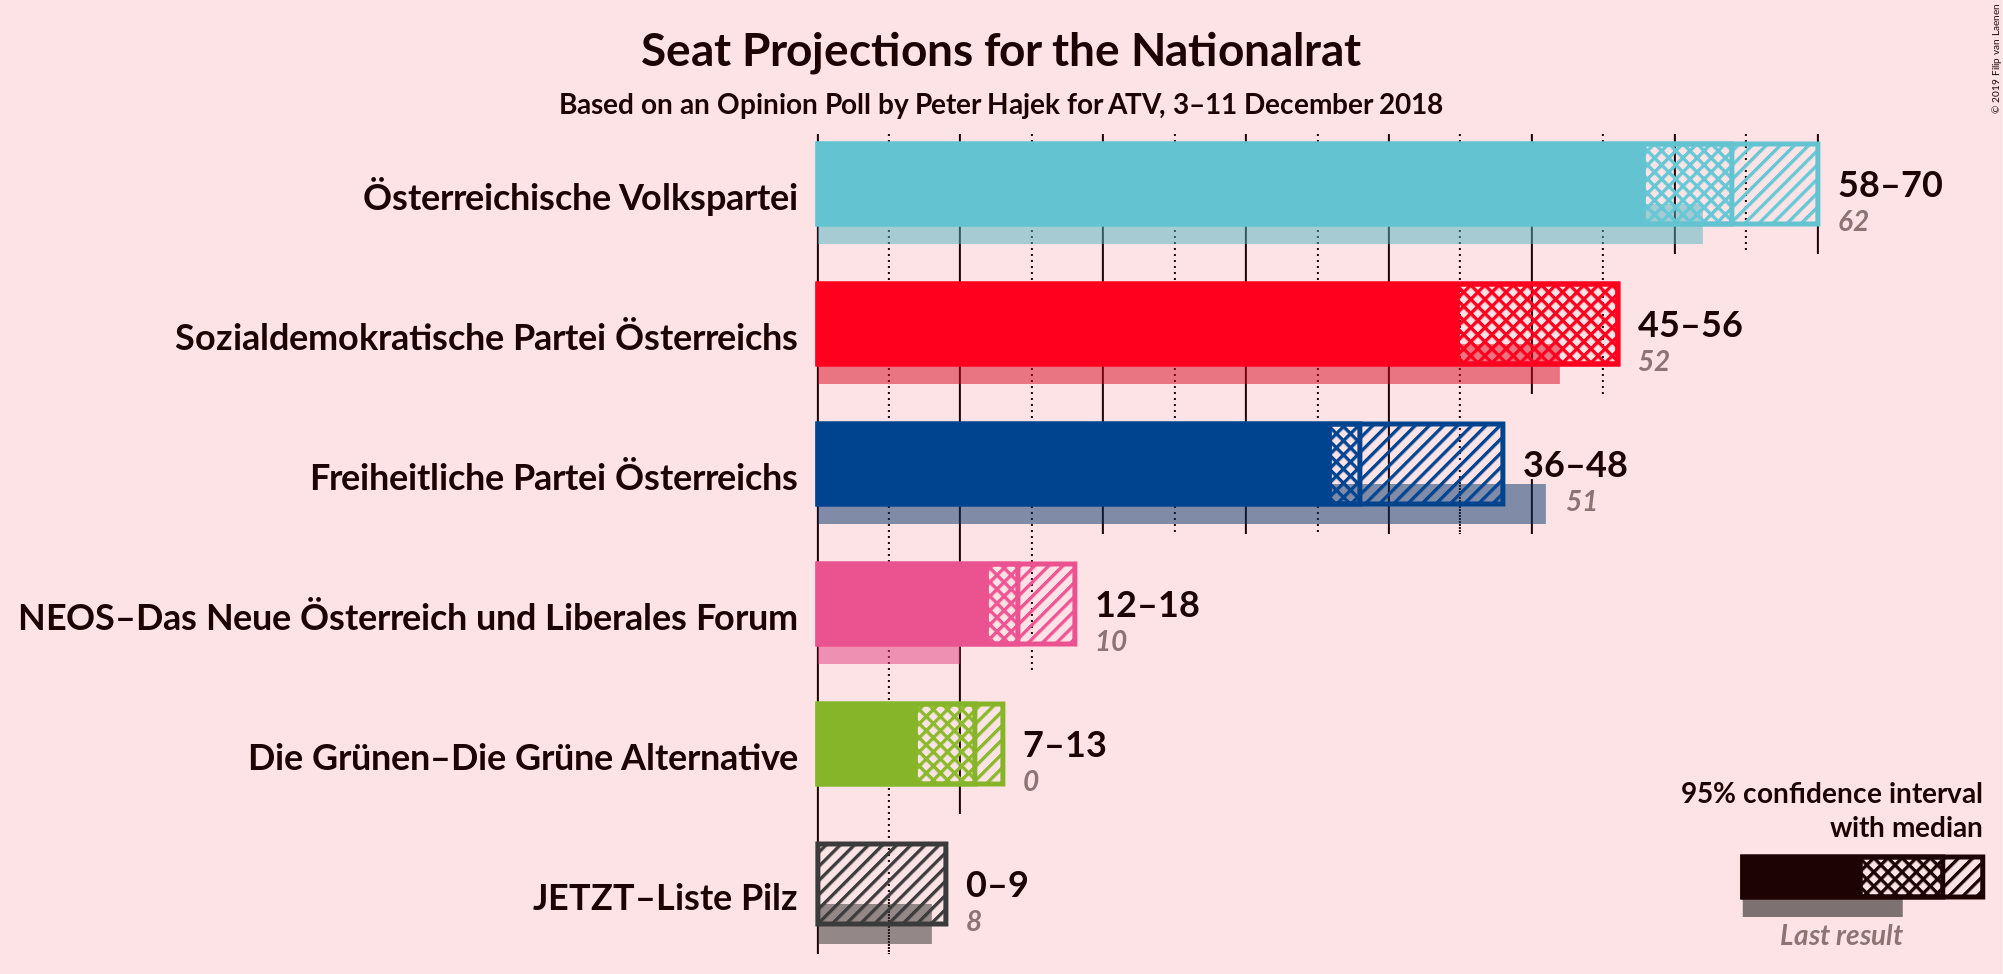 Seat Projections for the Nationalrat
Based on an Opinion Poll by Peter Hajek for ATV, 3–11 December 2018
© 2019 Filip van Laenen
Österreichische Volkspartei
58–70
62
Sozialdemokratische Partei Österreichs
45–56
52
Freiheitliche Partei Österreichs
36–48
51
NEOS–Das Neue Österreich und Liberales Forum
12–18
10
Die Grünen–Die Grüne Alternative
7–13
0
JETZT–Liste Pilz
0–9
8
95% confidence interval
with median
Last result